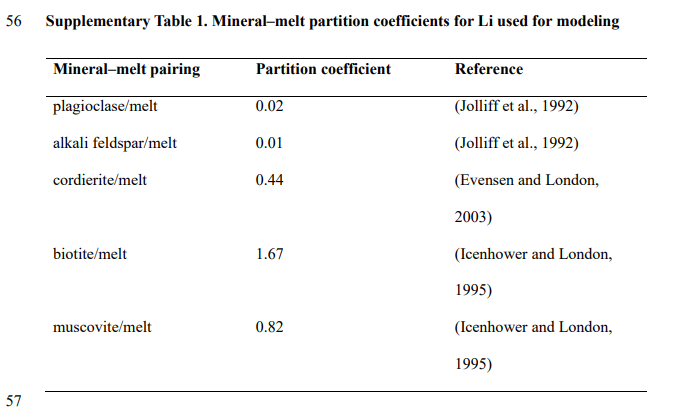 56 Supplementary Table 1. Mineral–melt partition coefficients for Li used for modeling
Mineral–melt pairing Partition coefficient Reference
plagioclase/melt 0.02 (Jolliff et al., 1992)
alkali feldspar/melt 0.01 (Jolliff et al., 1992)
cordierite/melt 0.44 (Evensen and London,
2003)
biotite/melt 1.67 (Icenhower and London,
1995)
muscovite/melt 0.82 (Icenhower and London,
1995)
57